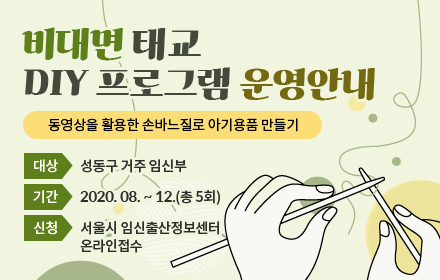 비대면 태교
DIY 프로그램 운영안내
동영상을 활용한 손바느질로 아기용품 만들기
대상 성동구 거주 임신부
기간 2020. 08. ~ 12.(총 5회)
신청 서울시 임신출산정보센터
온라인접수